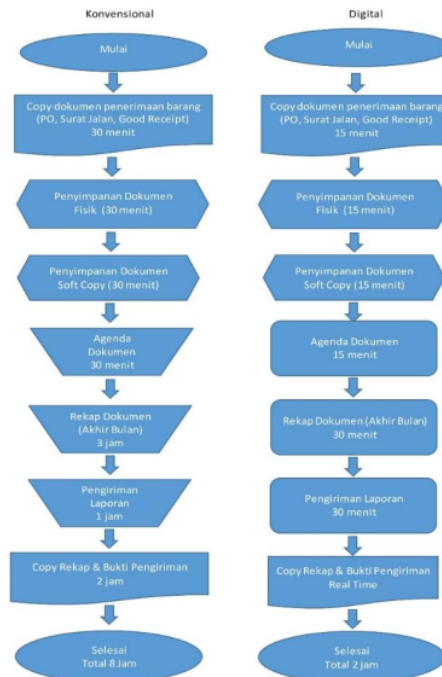 Konvensional
Mulai
Copy dokumen penerimaan barang
(PO, Surat Jalan, Good Receipt)
30 menit
Penyimpanan Dokumen
Fisik (30 menit)
Penyimpanan Dokumen
Soft Copy (30 menit)
Agenda
Dokumen
30 menit
Rekap Dokumen
(Akhir Bulan)
3 jam
Pengiriman
Laporan
1 jam
Copy Rekap & Bukti Pengiriman
2 jam
Selesai
Total 8 Jam
Digital
Mulai
Copy dokumen penerimaan barang
(PO, Surat Jalan, Good Receipt)
15 menit
Penyimpanan Dokumen
Fisik (15 menit)
Penyimpanan Dokumen
Soft Copy (15 menit)
Agenda Dokumen
15 menit
Rekap Dokumen (Akhir Bulan)
30 menit
Pengiriman Laporan
30 menit
Copy Rekap & Bukti Pengiriman
Real Time
Selesai
Total 2 jam